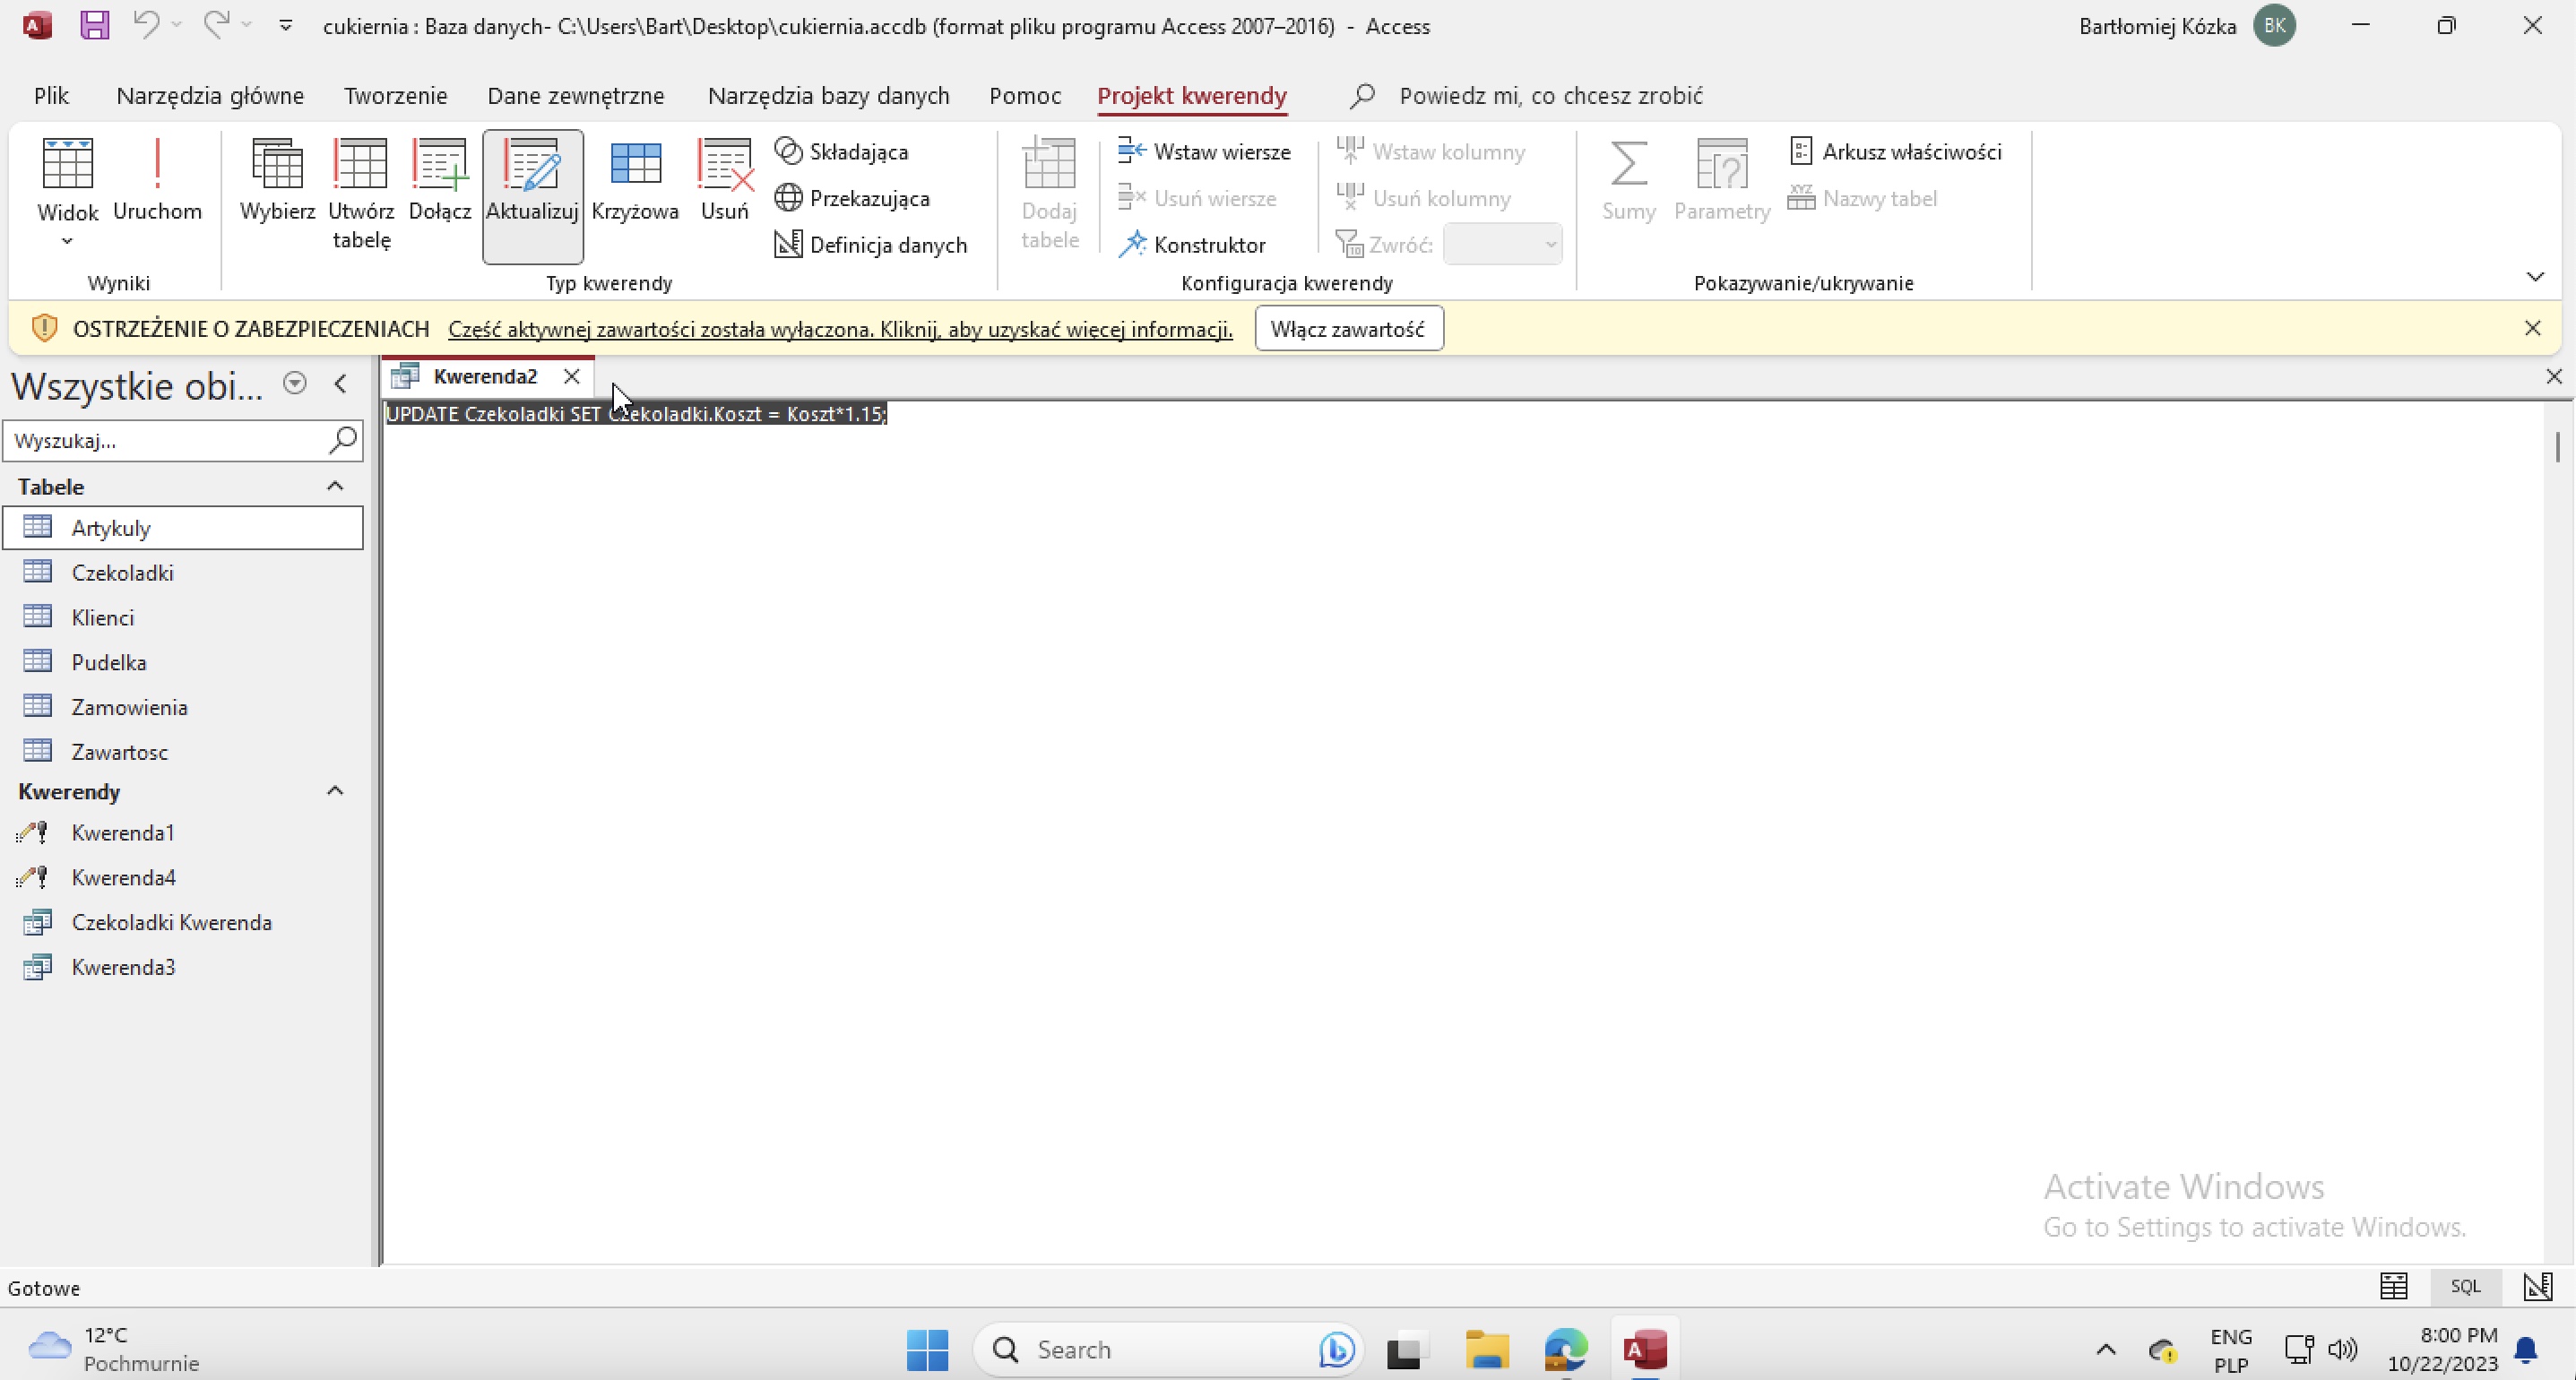 cukiernia : Baza danych- C:\Users\Bart\Desktop\cukiernia.accdb (format pliku programu Access 2007–2016) - Access
Bartłomiej Kózka
BK
Plik
Narzędzia główne
Tworzenie
Dane zewnętrzne
Narzędzia bazy danych
Pomoc
Projekt kwerendy
Powiedz mi, co chcesz zrobić
Widok
Uruchom
Wyniki
Wybierz
Utwórz
tabelę
Dołącz
Aktualizuj
Krzyżowa
Usuń
Składająca
Przekazująca
Definicja danych
Typ kwerendy
Dodaj
tabele
Wstaw wiersze
Usuń wiersze
Konstruktor
Wstaw kolumny
Usuń kolumny
Zwróć:
Konfiguracja kwerendy
Sumy
Parametry
Arkusz właściwości
Nazwy tabel
Pokazywanie/ukrywanie
OSTRZEŻENIE O ZABEZPIECZENIACH
Część aktywnej zawartości została wyłączona. Kliknij, aby uzyskać więcej informacji.
Włącz zawartość
Wszystkie obi...
Wyszukaj...
Tabele
Artykuly
Czekoladki
Klienci
Pudelka
Zamowienia
Zawartosc
Kwerendy
Kwerenda1
Kwerenda4
Czekoladki Kwerenda
Kwerenda3
Kwerenda2
UPDATE Czekoladki SET Czekoladki.Koszt = Koszt*1.15;
Activate Windows
Go to Settings to activate Windows.
Gotowe
SQL
12°C
Pochmurnie
Search
ENG
PLP
8:00 PM
10/22/2023